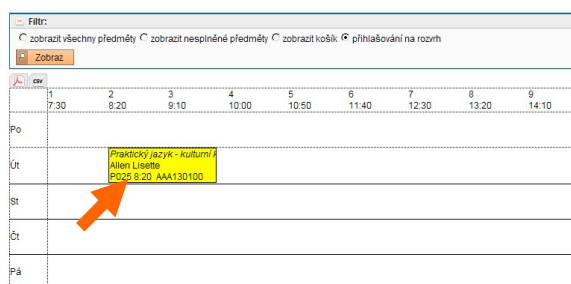 Filtr:
zobrazit všechny předměty zobrazit nesplněné předměty zobrazit košík přihlašování na rozvrh
Zobraz
CSV
1 2 3 4 5 6 7 8 9
7:30 8:20 9:10 10:00 10:50 11:40 12:30 13:20 14:10
Po
Praktický jazyk - kulturní
Út Allen Lisette
P025 8:20 AAA130100
St
Čt
Pá